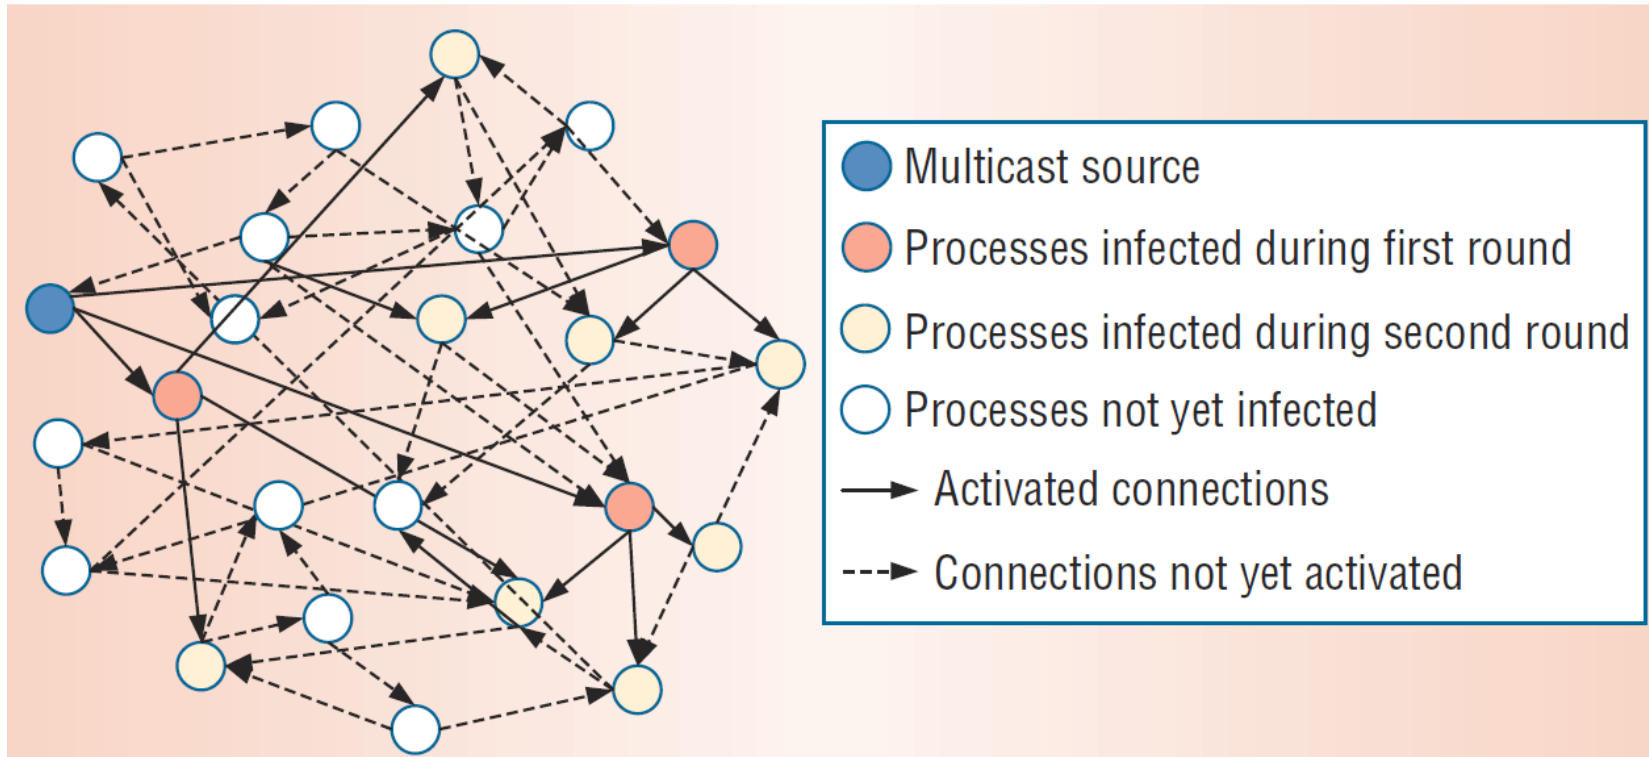 Multicast source
Processes infected during first round
Processes infected during second round
Processes not yet infected
Activated connections
Connections not yet activated